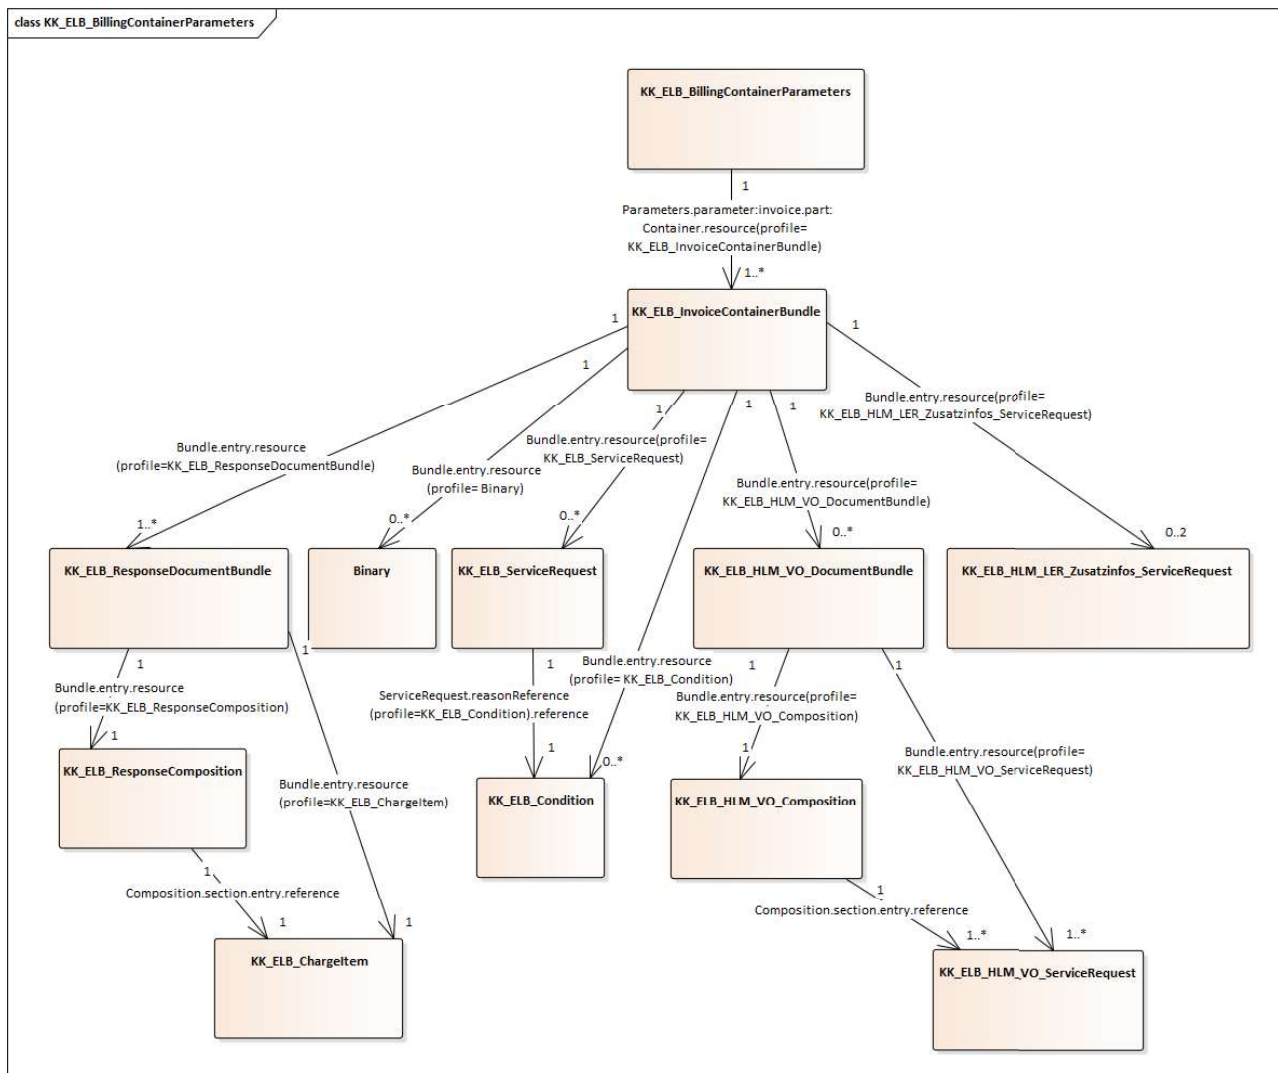 class KK_ELB_BillingContainerParameters
KK_ELB_BillingContainerParameters
1
Parameters.parameter:invoice.part:
Container.resource(profile=
KK_ELB_InvoiceContainerBundle)
1..*
KK_ELB_InvoiceContainerBundle
1
1
1
1
1
1
Bundle.entry.resource
(profile=KK_ELB_ResponseDocumentBundle)
Bundle.entry.resource
(profile= Binary)
Bundle.entry.resource(profile=
KK_ELB_ServiceRequest)
Bundle.entry.resource(profile=
KK_ELB_HLM_VO_DocumentBundle)
Bundle.entry.resource(profile=
KK_ELB_HLM_LER_Zusatzinfos_ServiceRequest)
1..*
0..*
0..*
0..*
0..2
KK_ELB_ResponseDocumentBundle
Binary
KK_ELB_ServiceRequest
KK_ELB_HLM_VO_DocumentBundle
KK_ELB_HLM_LER_Zusatzinfos_ServiceRequest
1
1
1
1
1
Bundle.entry.resource
(profile=KK_ELB_ResponseComposition)
ServiceRequest.reasonReference
(profile=KK_ELB_Condition).reference
Bundle.entry.resource
(profile= KK_ELB_Condition)
Bundle.entry.resource(profile=
KK_ELB_HLM_VO_Composition)
1
1
0..*
1
Bundle.entry.resource(profile=
KK_ELB_HLM_VO_ServiceRequest)
KK_ELB_ResponseComposition
Bundle.entry.resource
(profile=KK_ELB_ChargeItem)
KK_ELB_Condition
KK_ELB_HLM_VO_Composition
1
Composition.section.entry.reference
1
1
1
Composition.section.entry.reference
1..*
1..*
KK_ELB_ChargeItem
KK_ELB_HLM_VO_ServiceRequest